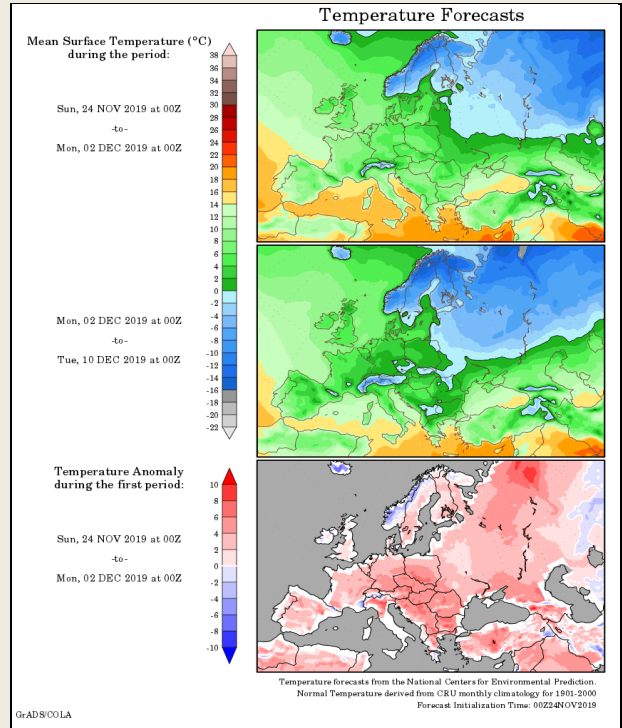 Temperature Forecasts
Mean Surface Temperature (°C)
during the period:
Sun, 24 NOV 2019 at 00Z
-to-
Mon, 02 DEC 2019 at 00Z
38
36
34
32
30
28
26
24
22
20
18
16
14
12
10
8
6
4
2
0
-2
-4
-6
-8
-10
-12
-14
-16
-18
-20
-22
Mon, 02 DEC 2019 at 00Z
-to-
Tue, 10 DEC 2019 at 00Z
Temperature Anomaly
during the first period:
Sun, 24 NOV 2019 at 00Z
-to-
Mon, 02 DEC 2019 at 00Z
10
8
6
4
2
0
-2
-4
-6
-8
-10
Temperature forecasts from the National Centers for Environmental Prediction.
Normal Temperature derived from CRU monthly climatology for 1901-2000
Forecast Initialization Time: 00Z24NOV2019
GrADS/COLA